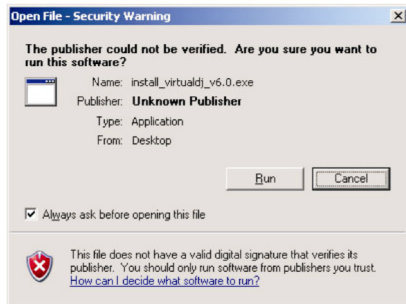 Open File - Security Warning
The publisher could not be verified. Are you sure you want to
run this software?
Name: install_virtualdj_v6.0.exe
Publisher: Unknown Publisher
Type: Application
From: Desktop
Run Cancel
Always ask before opening this file
This file does not have a valid digital signature that verifies its
publisher. You should only run software from publishers you trust.
How can I decide what software to run?